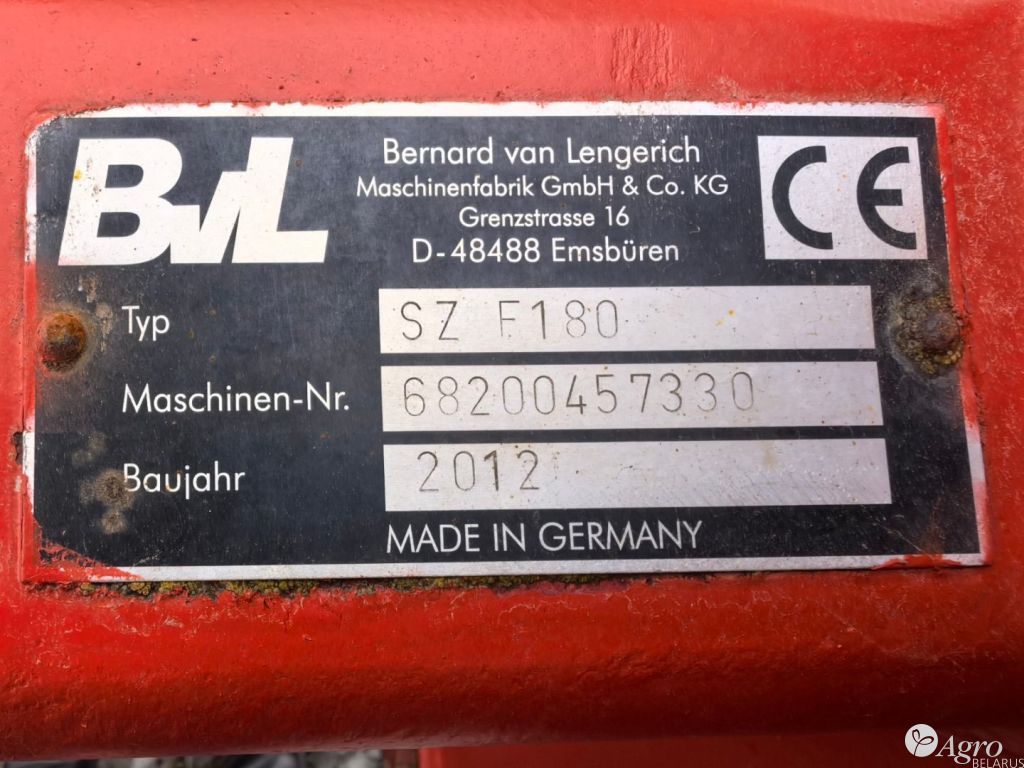 BvL
Bernard van Lengerich
Maschinenfabrik GmbH & Co. KG
Grenzstrasse 16
D-48488 Emsbüren
CE
Typ SZ F180
Maschinen-Nr. 68200457330
Baujahr 2012
MADE IN GERMANY
Agro
BELARUS